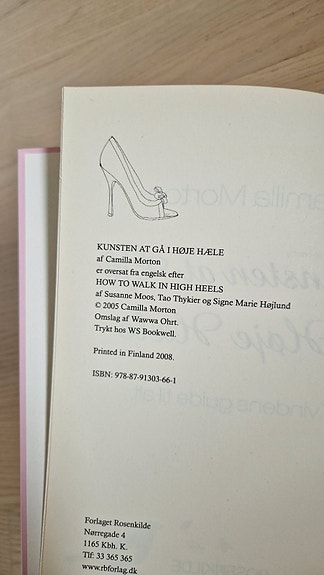 KUNSTEN AT GÅ I HØJE HÆLE
af Camilla Morton
er oversat fra engelsk efter
HOW TO WALK IN HIGH HEELS
af Susanne Moos, Tao Thykier og Signe Marie Højlund
© 2005 Camilla Morton
Omslag af Wawwa Ohrt.
Trykt hos WS Bookwell.
Printed in Finland 2008.
ISBN: 978-87-91303-66-1
Forlaget Rosenkilde
Nørregade 4
1165 Kbh. K.
Tlf: 33 365 365
www.rbforlag.dk